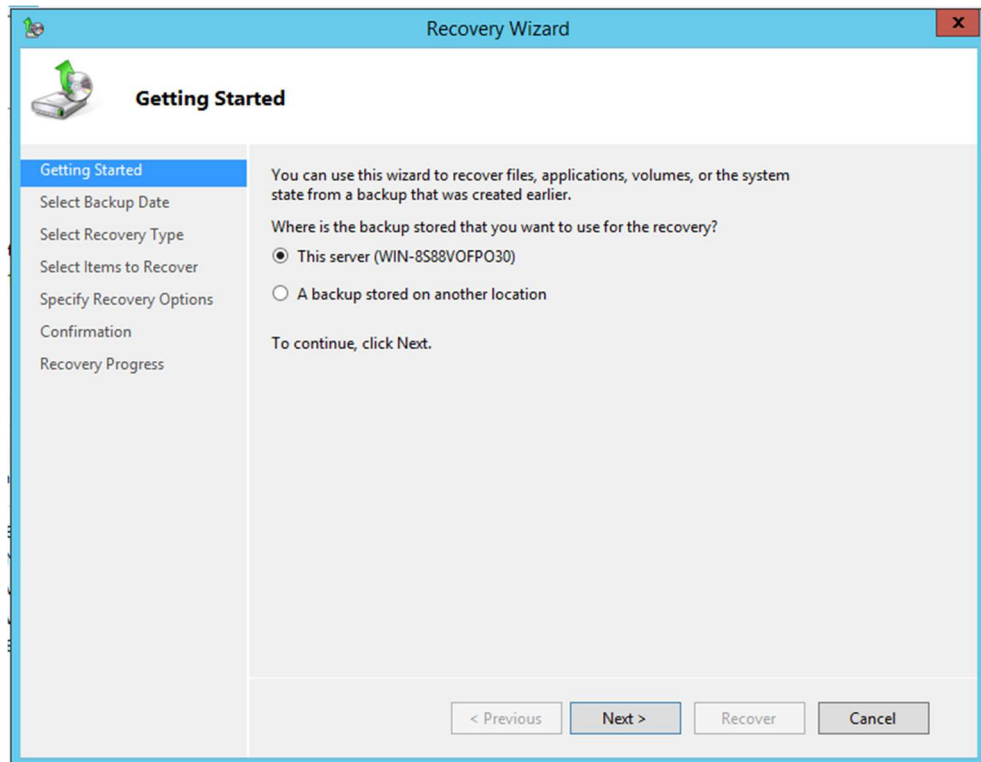 Recovery Wizard
x
Getting Started
Getting Started
Select Backup Date
Select Recovery Type
Select Items to Recover
Specify Recovery Options
Confirmation
Recovery Progress
You can use this wizard to recover files, applications, volumes, or the system
state from a backup that was created earlier.
Where is the backup stored that you want to use for the recovery?
This server (WIN-8S88VOFPO30)
A backup stored on another location
To continue, click Next.
< Previous
Next >
Recover
Cancel